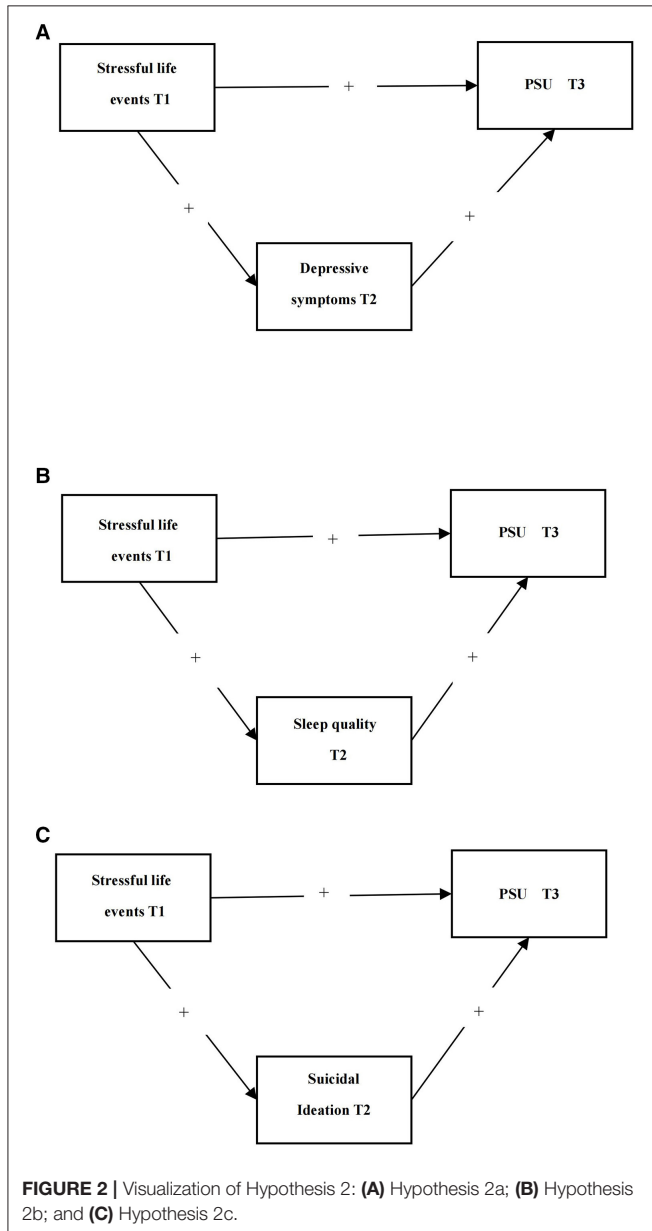 A
Stressful life
events T1
+
PSU T3
+
+
Depressive
symptoms T2
B
Stressful life
events T1
+
PSU T3
+
+
Sleep quality
T2
C
Stressful life
events T1
+
PSU T3
+
+
Suicidal
Ideation T2
FIGURE 2 | Visualization of Hypothesis 2: (A) Hypothesis 2a; (B) Hypothesis
2b; and (C) Hypothesis 2c.